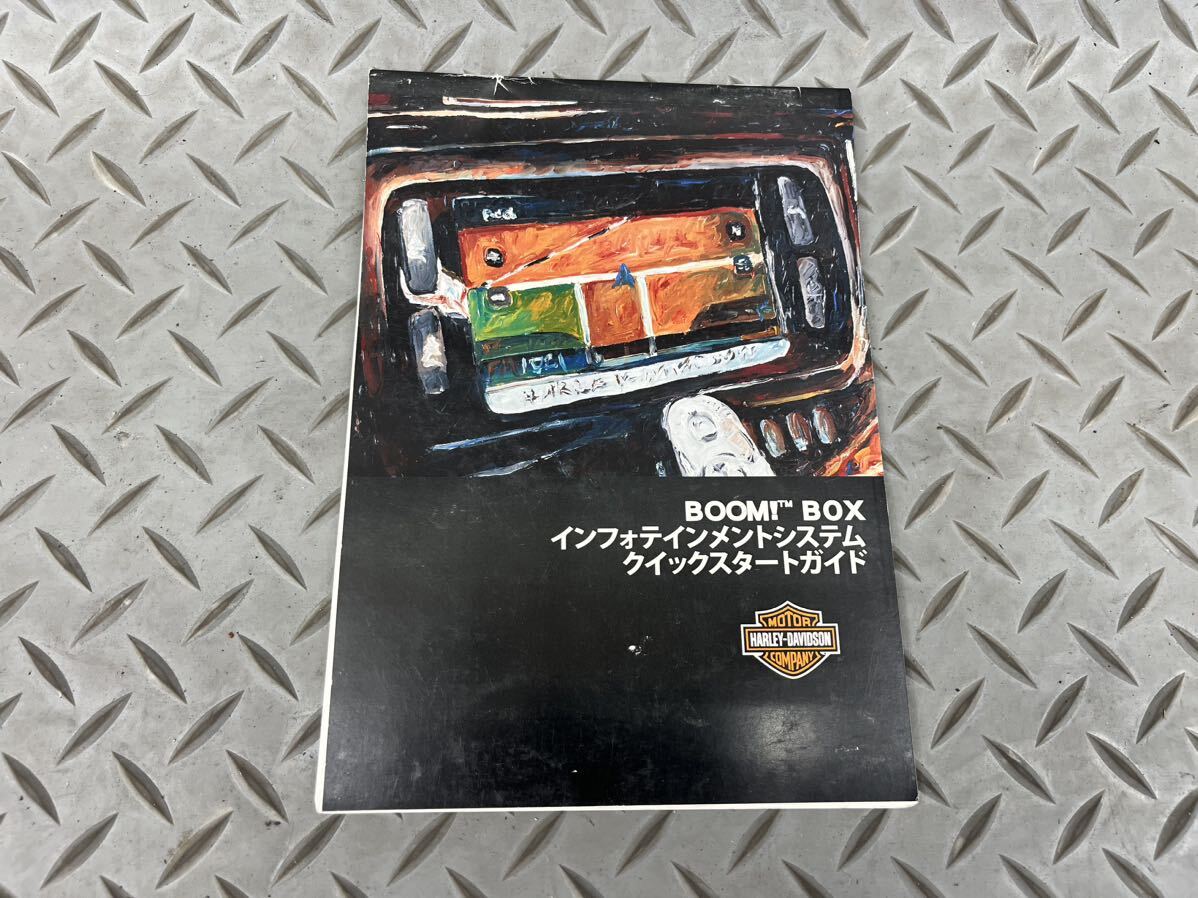 BOOM!™ BOX
インフォテインメントシステム
クイックスタートガイド
MOTOR
HARLEY-DAVIDSON
COMPANY